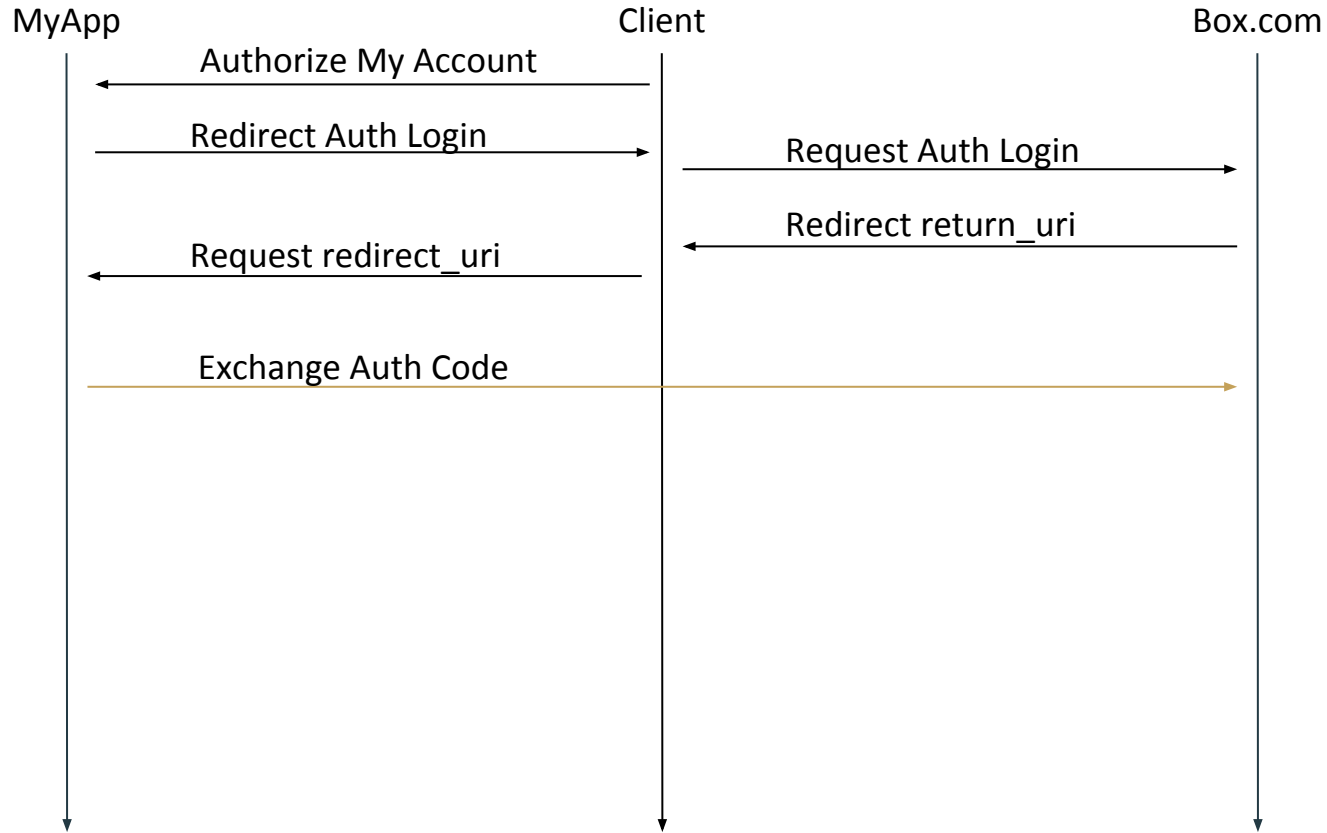 MyApp
Client
Box.com
Authorize My Account
Redirect Auth Login
Request Auth Login
Redirect return_uri
Request redirect_uri
Exchange Auth Code